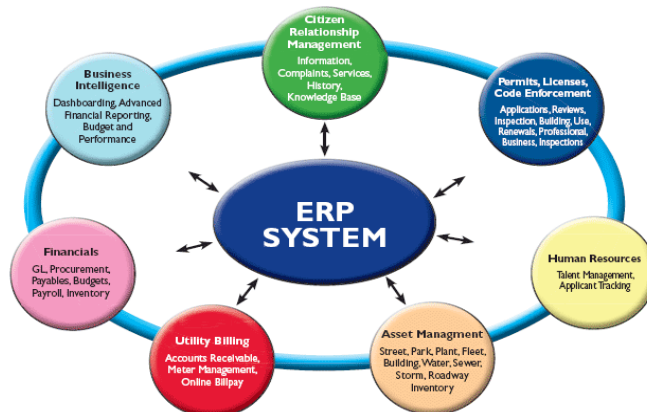 Citizen
Relationship
Management
Information,
Complaints, Services,
History,
Knowledge Base
Business
Intelligence
Dashboarding, Advanced
Financial Reporting,
Budget and
Performance
Permits, Licenses,
Code Enforcement
Applications, Reviews,
Inspection, Building, Use,
Renewals, Professional,
Business, Inspections
ERP
SYSTEM
Financials
GL, Procurement,
Payables, Budgets,
Payroll, Inventory
Human Resources
Talent Management,
Applicant Tracking
Utility Billing
Accounts Receivable,
Meter Management,
Online Billpay
Asset Managment
Street, Park, Plant, Fleet,
Building, Water, Sewer,
Storm, Roadway
Inventory